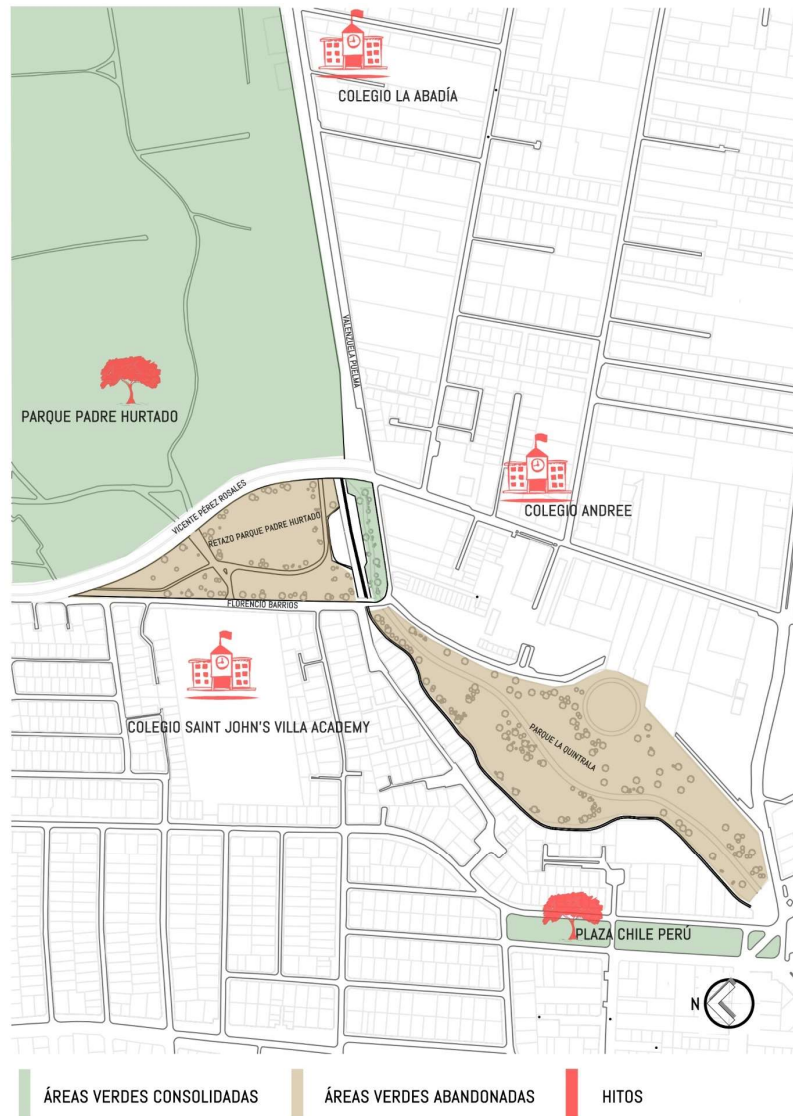 COLEGIO LA ABADÍA
VALENZUELA PUELMA
PARQUE PADRE HURTADO
VICENTE PÉREZ ROSALES
COLEGIO ANDREE
RETAZO PARQUE PADRE HURTADO
FLORENCIO BARRIOS
COLEGIO SAINT JOHN'S VILLA ACADEMY
PARQUE LA QUINTRALA
PLAZA CHILE PERÚ
N
ÁREAS VERDES CONSOLIDADAS
ÁREAS VERDES ABANDONADAS
HITOS